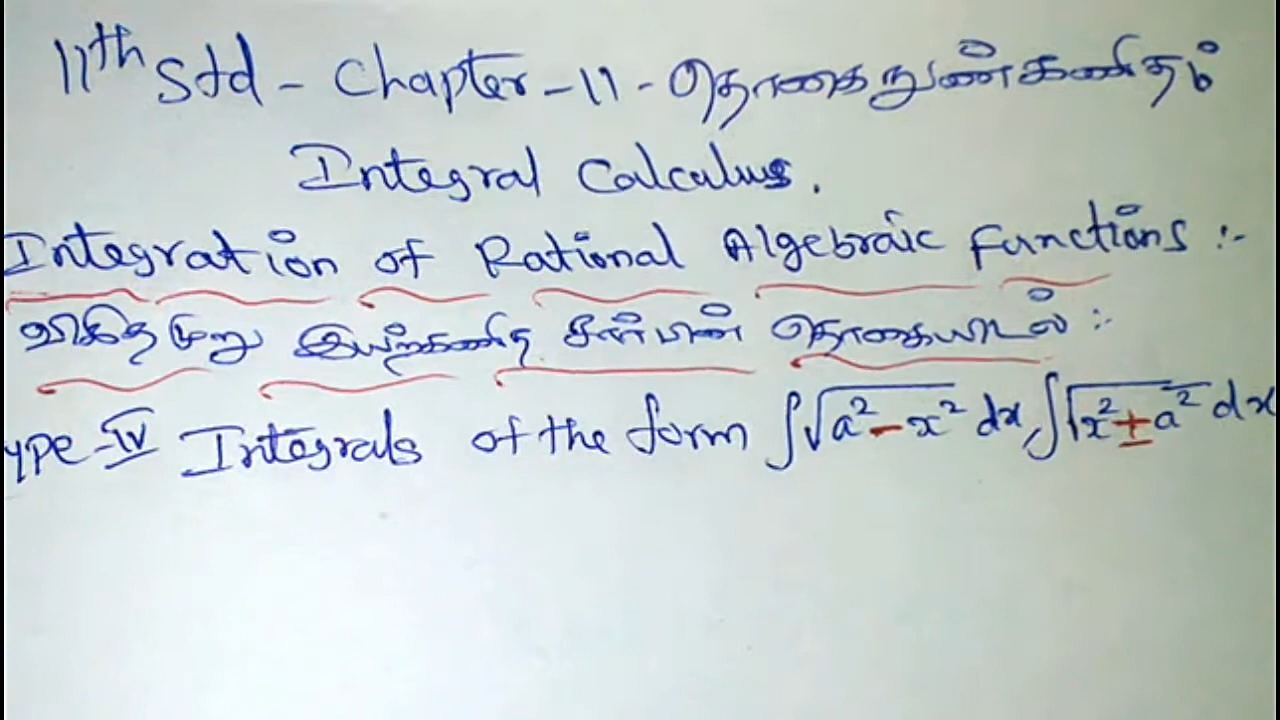 11th Std - Chapter - 11 - தொகை நுண்கணிதம்
Integral Calculus.
Integration of Rational Algebraic Functions :-
விகிதமுறு இயற்கணித சார்பின் தொகையிடல் :-
ype - IV Integrals of the form ∫√(a² - x²) dx, ∫√(x² ± a²) dx